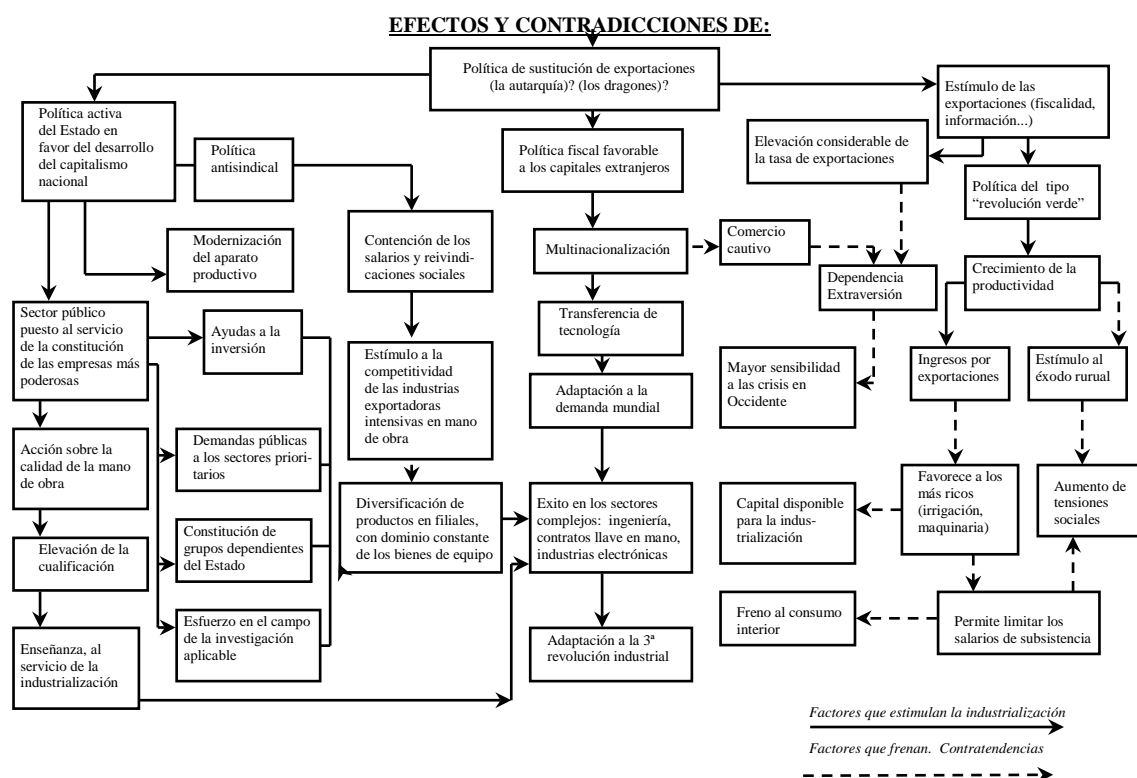 EFECTOS Y CONTRADICCIONES DE:
Política de sustitución de exportaciones
(la autarquía)? (los dragones)?
Política activa
del Estado en
favor del desarrollo
del capitalismo
nacional
Política
antisindical
Política fiscal favorable
a los capitales extranjeros
Elevación considerable de
la tasa de exportaciones
Estímulo de las
exportaciones (fiscalidad,
información...)
Política del tipo
“revolución verde”
Modernización
del aparato
productivo
Contención de los
salarios y reivindi-
caciones sociales
Multinacionalización
Comercio
cautivo
Dependencia
Extraversión
Crecimiento de la
productividad
Sector público
puesto al servicio
de la constitución
de las empresas más
poderosas
Ayudas a la
inversión
Estímulo a la
competitividad
de las industrias
exportadoras
intensivas en mano
de obra
Transferencia de
tecnología
Adaptación a la
demanda mundial
Mayor sensibilidad
a las crisis en
Occidente
Ingresos por
exportaciones
Estímulo al
éxodo rurual
Acción sobre la
calidad de la mano
de obra
Demandas públicas
a los sectores priori-
tarios
Diversificación de
productos en filiales,
con dominio constante
de los bienes de equipo
Exito en los sectores
complejos: ingeniería,
contratos llave en mano,
industrias electrónicas
Capital disponible
para la indus-
trialización
Favorece a los
más ricos
(irrigación,
maquinaria)
Aumento de
tensiones
sociales
Elevación de la
cualificación
Constitución de
grupos dependientes
del Estado
Enseñanza, al
servicio de la
industrialización
Esfuerzo en el campo
de la investigación
aplicable
Adaptación a la 3ª
revolución industrial
Freno al consumo
interior
Permite limitar los
salarios de subsistencia
Factores que estimulan la industrialización
Factores que frenan. Contratendencias